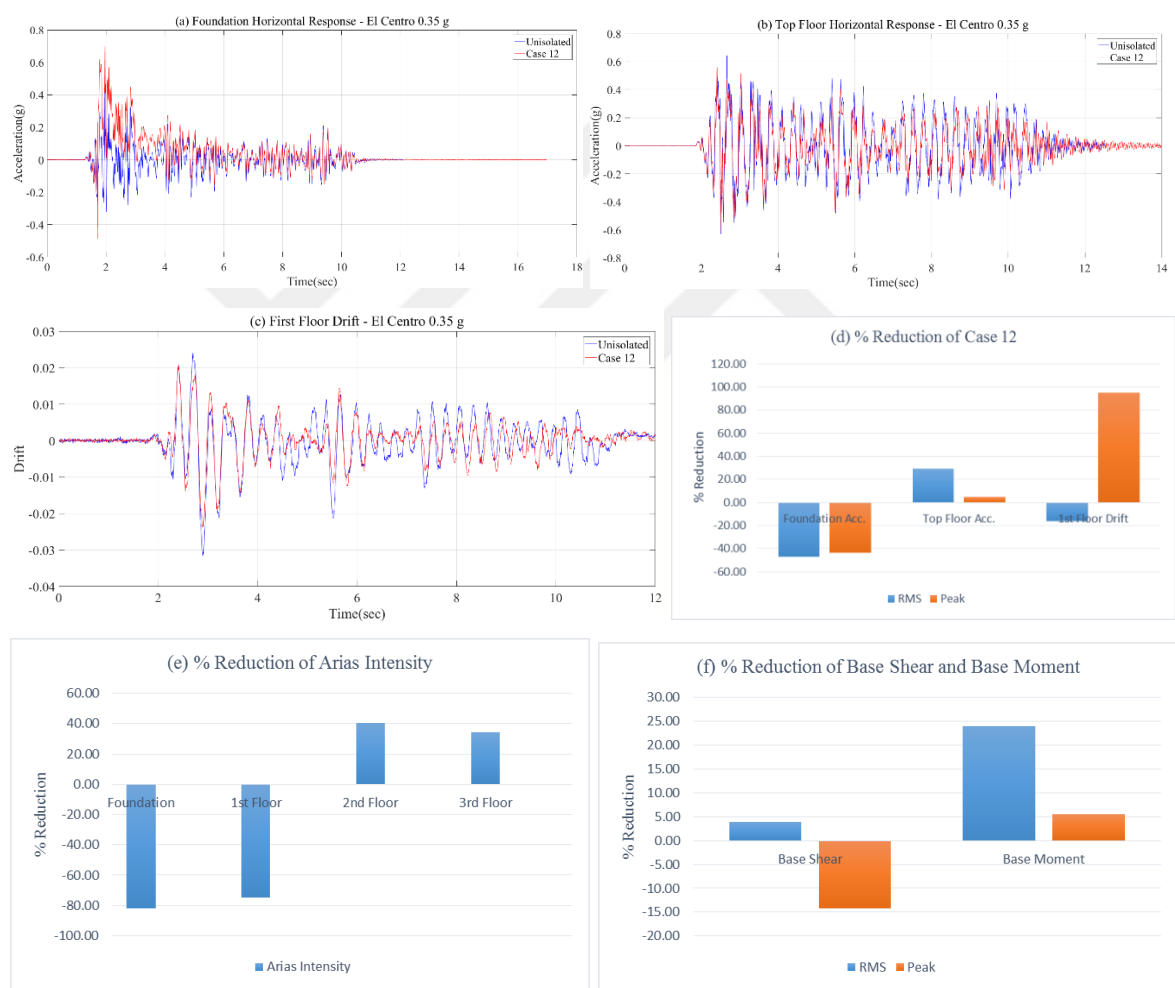 (a) Foundation Horizontal Response - El Centro 0.35 g
Unisolated
Case 12
Acceleration(g)
0.8
0.6
0.4
0.2
0
-0.2
-0.4
-0.6
0 2 4 6 8 10 12 14 16 18
Time(sec)
(b) Top Floor Horizontal Response - El Centro 0.35 g
Unisolated
Case 12
Acceleration(g)
0.8
0.6
0.4
0.2
0
-0.2
-0.4
0.6
0.8
0 2 4 6 8 10 12 14
Time(sec)
(c) First Floor Drift - El Centro 0.35 g
Unisolated
Case 12
Drift
0.03
0.02
0.01
0
-0.01
-0.02
-0.03
-0.04
0 2 4 6 8 10 12
Time(sec)
(d) % Reduction of Case 12
% Reduction
120.00
100.00
80.00
60.00
40.00
20.00
0.00
-20.00
-40.00
-60.00
Foundation Acc. Top Floor Acc. 1st Floor Drift
RMS Peak
(e) % Reduction of Arias Intensity
% Reduction
60.00
40.00
20.00
0.00
-20.00
-40.00
-60.00
-80.00
-100.00
Foundation 1st Floor 2nd Floor 3rd Floor
Arias Intensity
(f) % Reduction of Base Shear and Base Moment
% Reduction
30.00
25.00
20.00
15.00
10.00
5.00
0.00
-5.00
-10.00
-15.00
-20.00
Base Shear Base Moment
RMS Peak